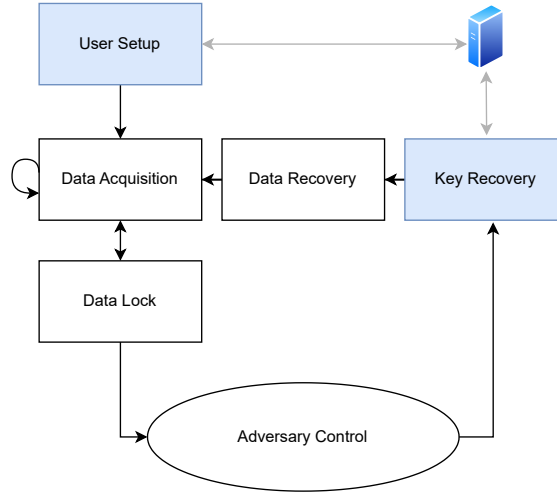 User Setup
Data Acquisition
Data Recovery
Key Recovery
Data Lock
Adversary Control